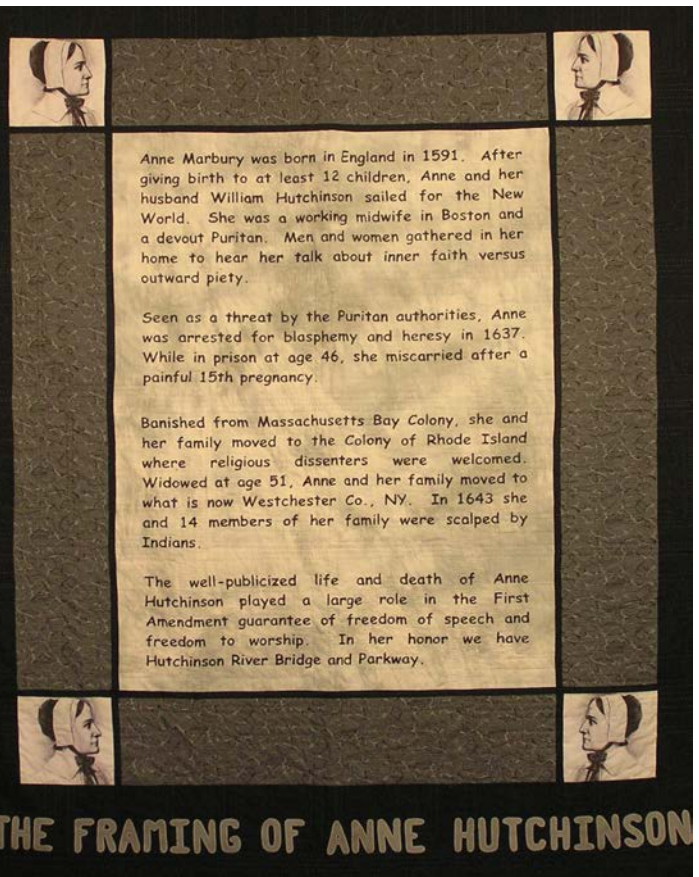 Anne Marbury was born in England in 1591. After
giving birth to at least 12 children, Anne and her
husband William Hutchinson sailed for the New
World. She was a working midwife in Boston and
a devout Puritan. Men and women gathered in her
home to hear her talk about inner faith versus
outward piety.
Seen as a threat by the Puritan authorities, Anne
was arrested for blasphemy and heresy in 1637.
While in prison at age 46, she miscarried after a
painful 15th pregnancy.
Banished from Massachusetts Bay Colony, she and
her family moved to the Colony of Rhode Island
where religious dissenters were welcomed.
Widowed at age 51, Anne and her family moved to
what is now Westchester Co., NY. In 1643 she
and 14 members of her family were scalped by
Indians.
The well-publicized life and death of Anne
Hutchinson played a large role in the First
Amendment guarantee of freedom of speech and
freedom to worship. In her honor we have
Hutchinson River Bridge and Parkway.
THE FRAMING OF ANNE HUTCHINSON